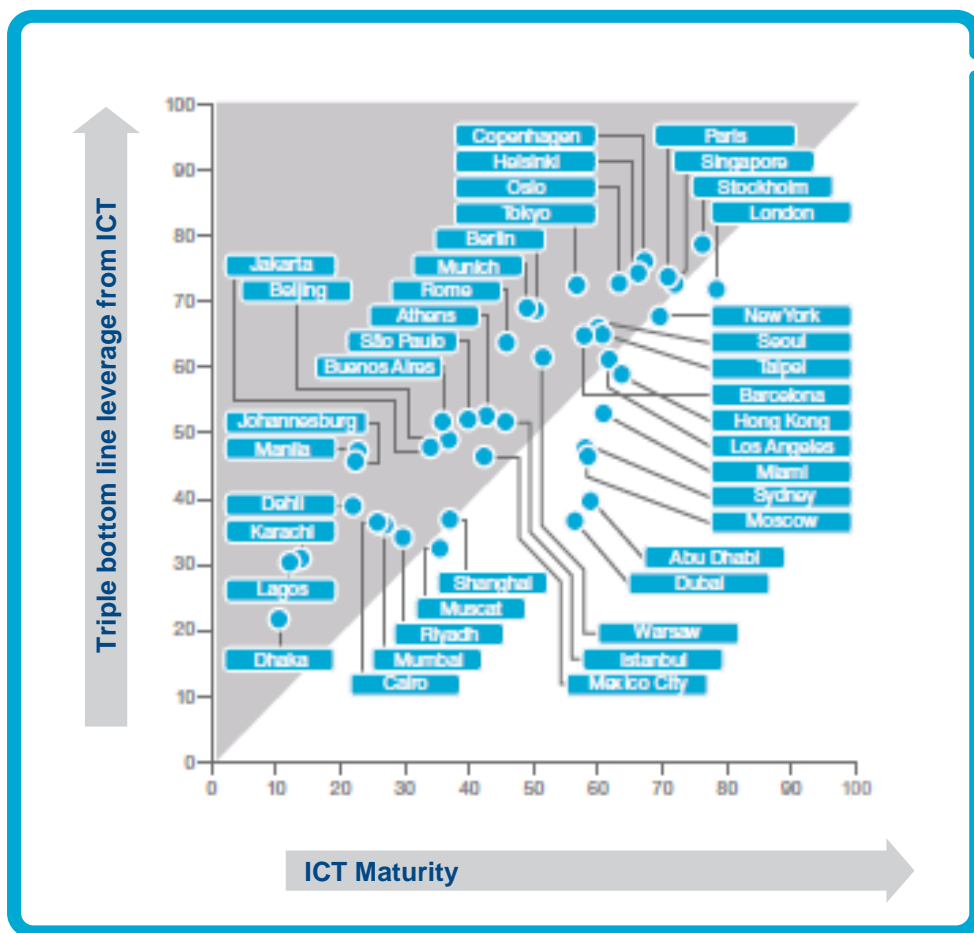 Triple bottom line leverage from ICT
100
90
80
70
60
50
40
30
20
10
0
Copenhagen
Helsinki
Oslo
Tokyo
Berlin
Munich
Rome
Athens
São Paulo
Buenos Aires
Jakarta
Beijing
Johannesburg
Manila
Dehli
Karachi
Lagos
Dhaka
Paris
Singapore
Stockholm
London
New York
Seoul
Taipei
Barcelona
Hong Kong
Los Angeles
Miami
Sydney
Moscow
Abu Dhabi
Dubai
Shanghai
Muscat
Riyadh
Mumbai
Cairo
Warsaw
Istanbul
Mexico City
0 10 20 30 40 50 60 70 80 90 100
ICT Maturity